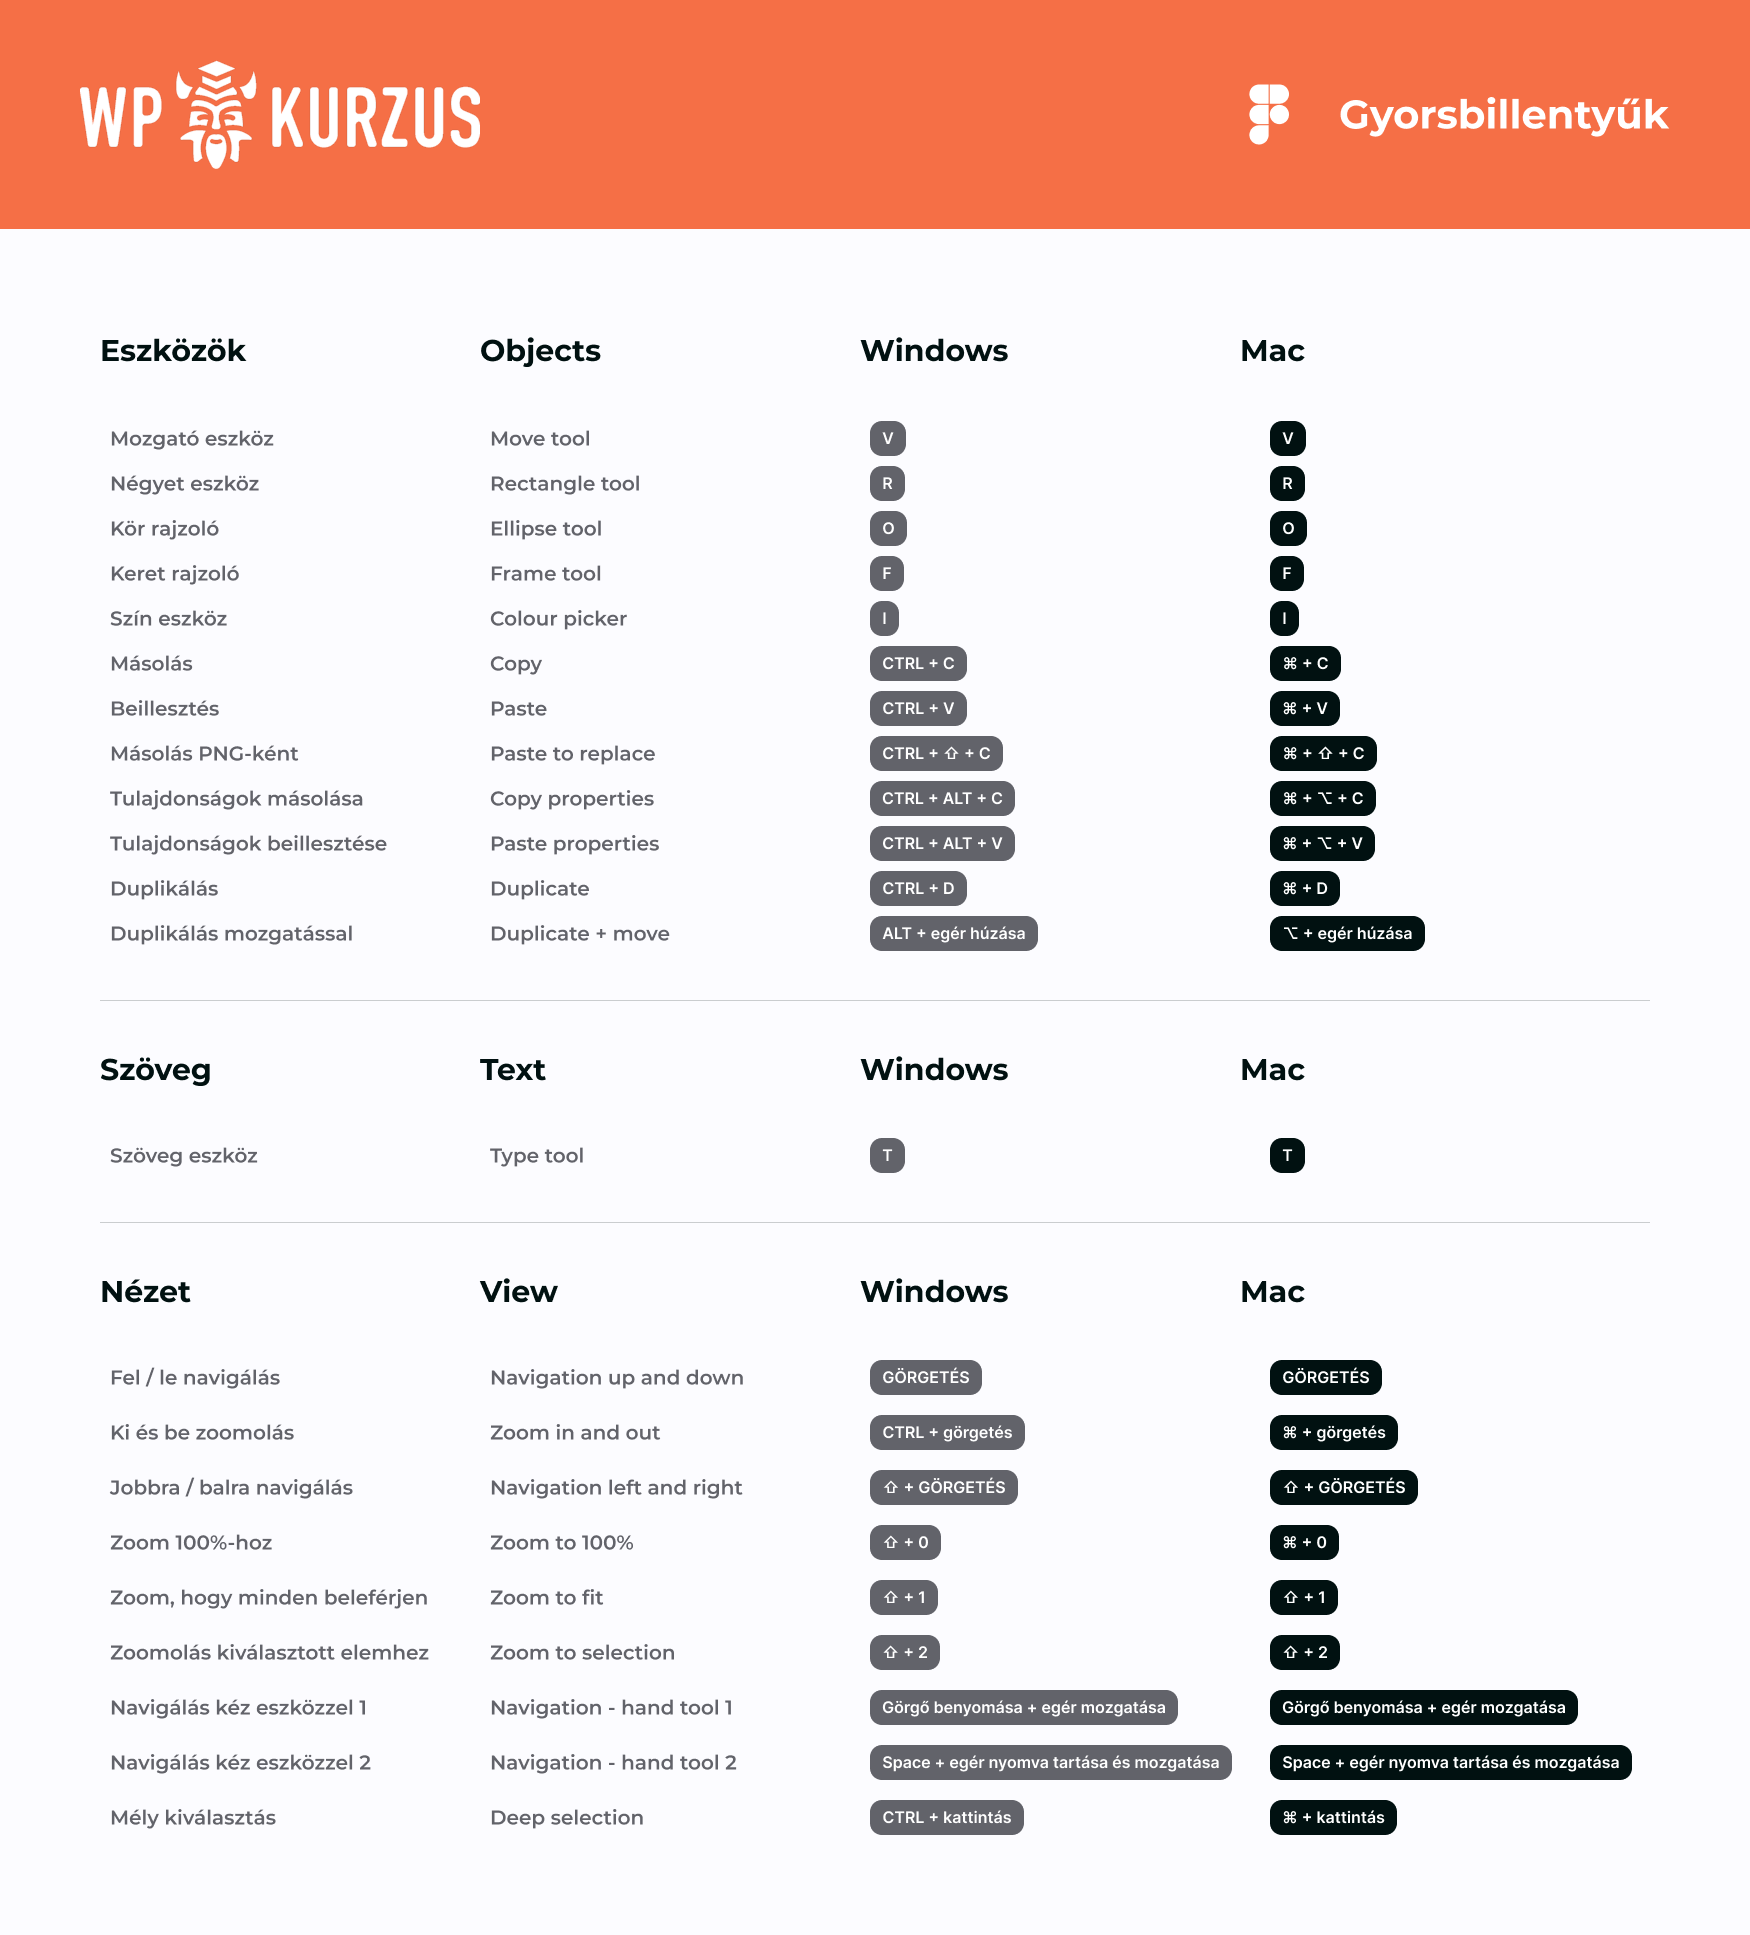 WP KURZUS
Gyorsbillentyűk
Eszközök Objects Windows Mac
Mozgató eszköz Move tool V V
Négyet eszköz Rectangle tool R R
Kör rajzoló Ellipse tool O O
Keret rajzoló Frame tool F F
Szín eszköz Colour picker I I
Másolás Copy CTRL + C ⌘ + C
Beillesztés Paste CTRL + V ⌘ + V
Másolás PNG-ként Paste to replace CTRL + ⇧ + C ⌘ + ⇧ + C
Tulajdonságok másolása Copy properties CTRL + ALT + C ⌘ + ⌥ + C
Tulajdonságok beillesztése Paste properties CTRL + ALT + V ⌘ + ⌥ + V
Duplikálás Duplicate CTRL + D ⌘ + D
Duplikálás mozgatással Duplicate + move ALT + egér húzása ⌥ + egér húzása
Szöveg Text Windows Mac
Szöveg eszköz Type tool T T
Nézet View Windows Mac
Fel / le navigálás Navigation up and down GÖRGETÉS GÖRGETÉS
Ki és be zoomolás Zoom in and out CTRL + görgetés ⌘ + görgetés
Jobbra / balra navigálás Navigation left and right ⇧ + GÖRGETÉS ⇧ + GÖRGETÉS
Zoom 100%-hoz Zoom to 100% ⇧ + 0 ⌘ + 0
Zoom, hogy minden beleférjen Zoom to fit ⇧ + 1 ⇧ + 1
Zoomolás kiválasztott elemhez Zoom to selection ⇧ + 2 ⇧ + 2
Navigálás kéz eszközzel 1 Navigation - hand tool 1 Görgő benyomása + egér mozgatása Görgő benyomása + egér mozgatása
Navigálás kéz eszközzel 2 Navigation - hand tool 2 Space + egér nyomva tartása és mozgatása Space + egér nyomva tartása és mozgatása
Mély kiválasztás Deep selection CTRL + kattintás ⌘ + kattintás